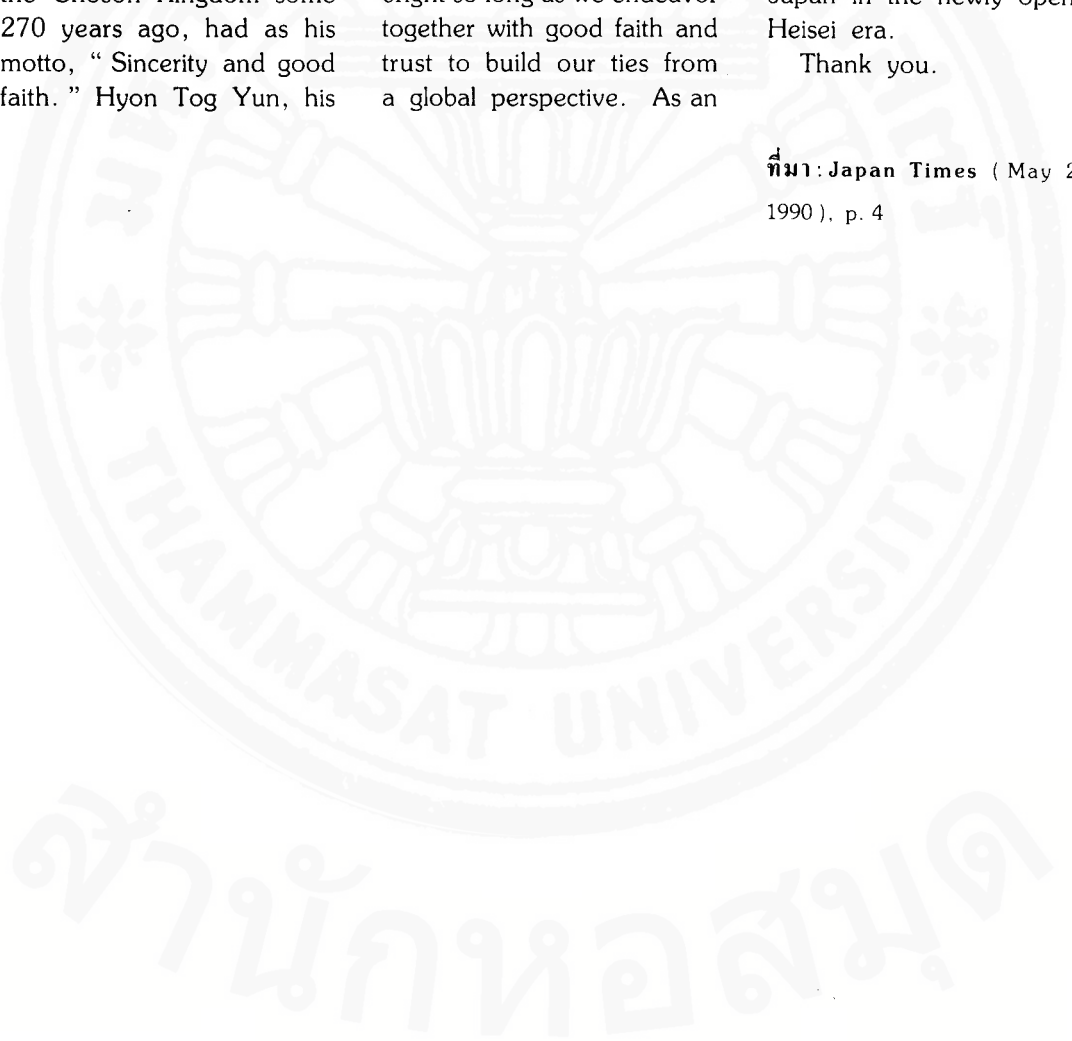 270 years ago, had as his
motto, “ Sincerity and good
faith. ” Hyon Tog Yun, his
together with good faith and
trust to build our ties from
a global perspective. As an
Heisei era.
Thank you.
ที่มา : Japan Times ( May 2
1990 ), p. 4
THAMMASAT UNIVERSITY
สำนักหอสมุด